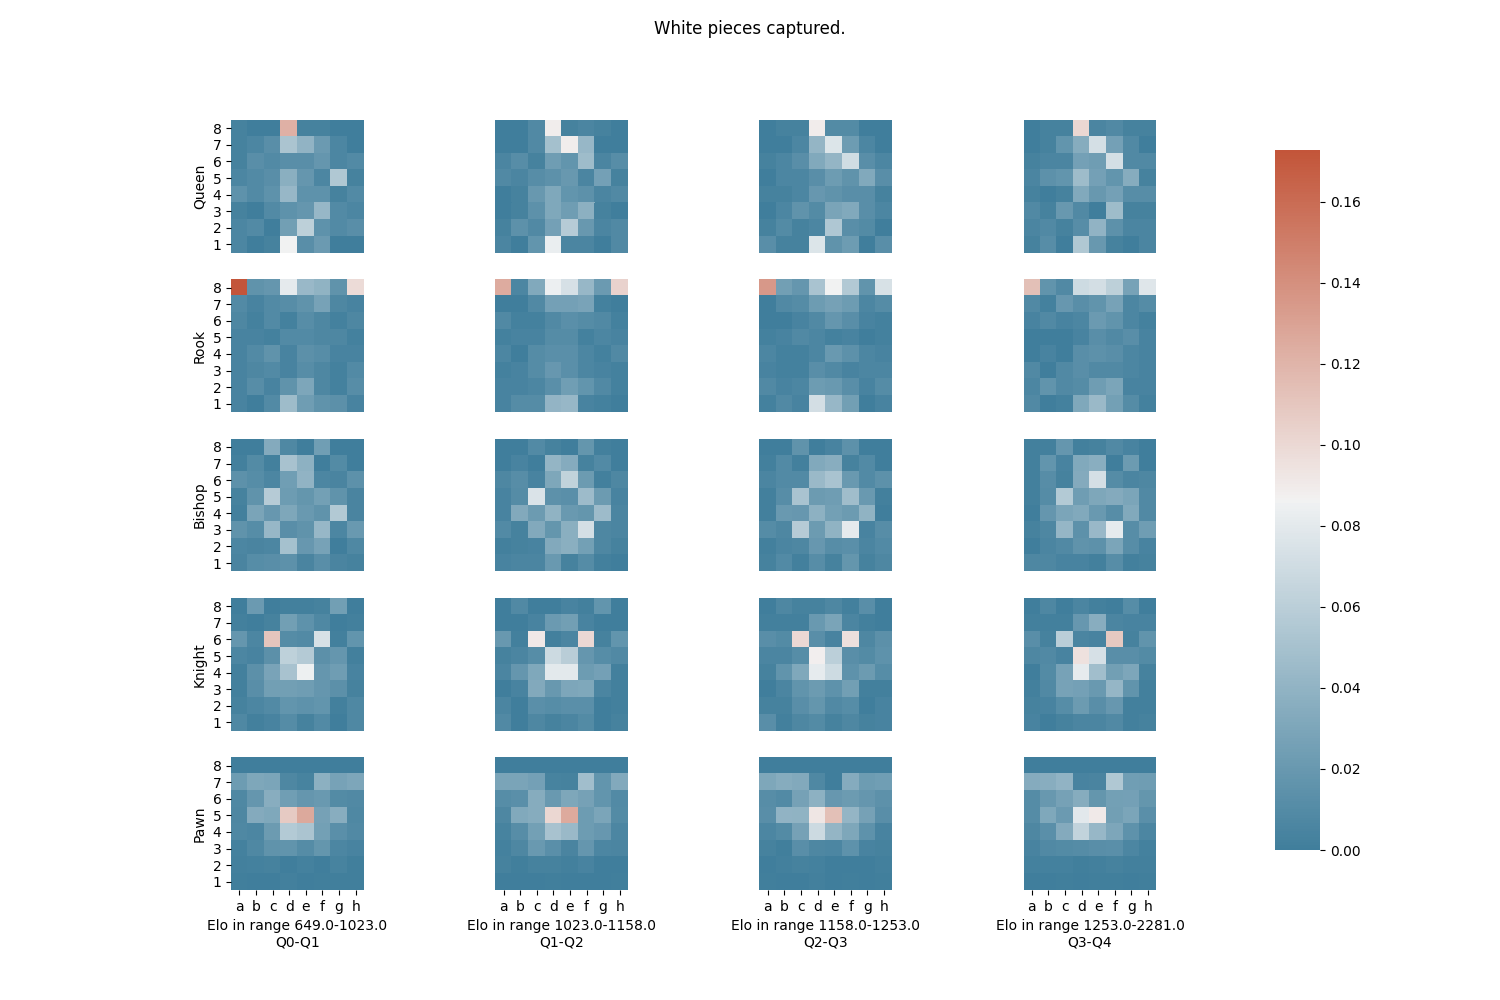 White pieces captured.
Queen
8
7
6
5
4
3
2
1
Rook
8
7
6
5
4
3
2
1
Bishop
8
7
6
5
4
3
2
1
Knight
8
7
6
5
4
3
2
1
Pawn
8
7
6
5
4
3
2
1
a b c d e f g h
Elo in range 649.0-1023.0
Q0-Q1
a b c d e f g h
Elo in range 1023.0-1158.0
Q1-Q2
a b c d e f g h
Elo in range 1158.0-1253.0
Q2-Q3
a b c d e f g h
Elo in range 1253.0-2281.0
Q3-Q4
0.16
0.14
0.12
0.10
0.08
0.06
0.04
0.02
0.00